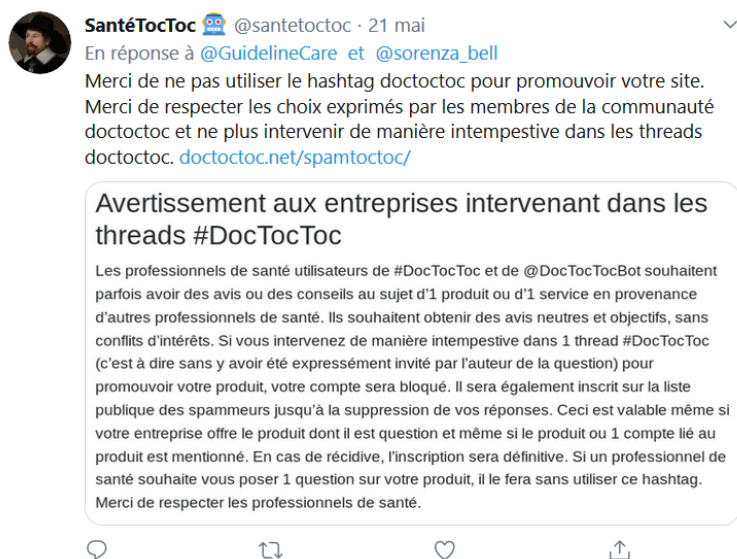 SantéTocToc 🤖 @santetoctoc · 21 mai
En réponse à @GuidelineCare et @sorenza_bell
Merci de ne pas utiliser le hashtag doctoctoc pour promouvoir votre site.
Merci de respecter les choix exprimés par les membres de la communauté
doctoctoc et ne plus intervenir de manière intempestive dans les threads
doctoctoc. doctoctoc.net/spamtoctoc/
Avertissement aux entreprises intervenant dans les
threads #DocTocToc
Les professionnels de santé utilisateurs de #DocTocToc et de @DocTocTocBot souhaitent
parfois avoir des avis ou des conseils au sujet d'1 produit ou d'1 service en provenance
d'autres professionnels de santé. Ils souhaitent obtenir des avis neutres et objectifs, sans
conflits d'intérêts. Si vous intervenez de manière intempestive dans 1 thread #DocTocToc
(c'est à dire sans y avoir été expressément invité par l'auteur de la question) pour
promouvoir votre produit, votre compte sera bloqué. Il sera également inscrit sur la liste
publique des spammeurs jusqu'à la suppression de vos réponses. Ceci est valable même si
votre entreprise offre le produit dont il est question et même si le produit ou 1 compte lié au
produit est mentionné. En cas de récidive, l'inscription sera définitive. Si un professionnel de
santé souhaite vous poser 1 question sur votre produit, il le fera sans utiliser ce hashtag.
Merci de respecter les professionnels de santé.